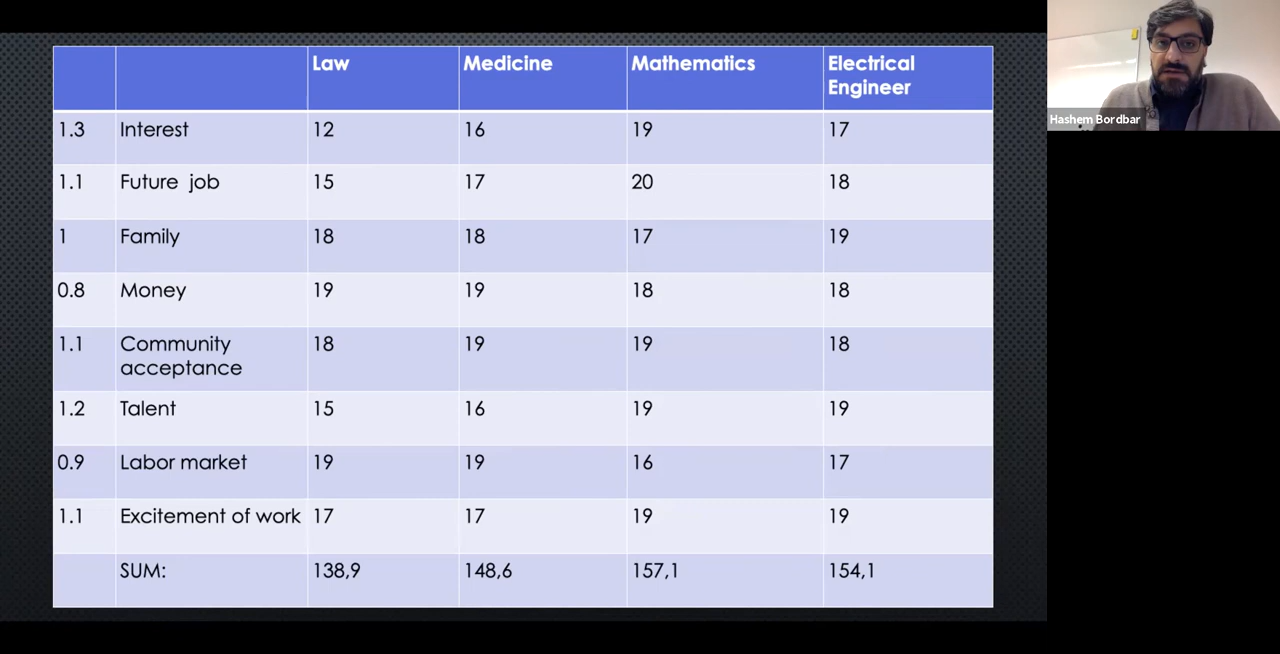 Law Medicine Mathematics Electrical
Engineer
1.3 Interest 12 16 19 17
1.1 Future job 15 17 20 18
1 Family 18 18 17 19
0.8 Money 19 19 18 18
1.1 Community 18 19 19 18
acceptance
1.2 Talent 15 16 19 19
0.9 Labor market 19 19 16 17
1.1 Excitement of work 17 17 19 19
SUM: 138,9 148,6 157,1 154,1
Hashem Bordbar